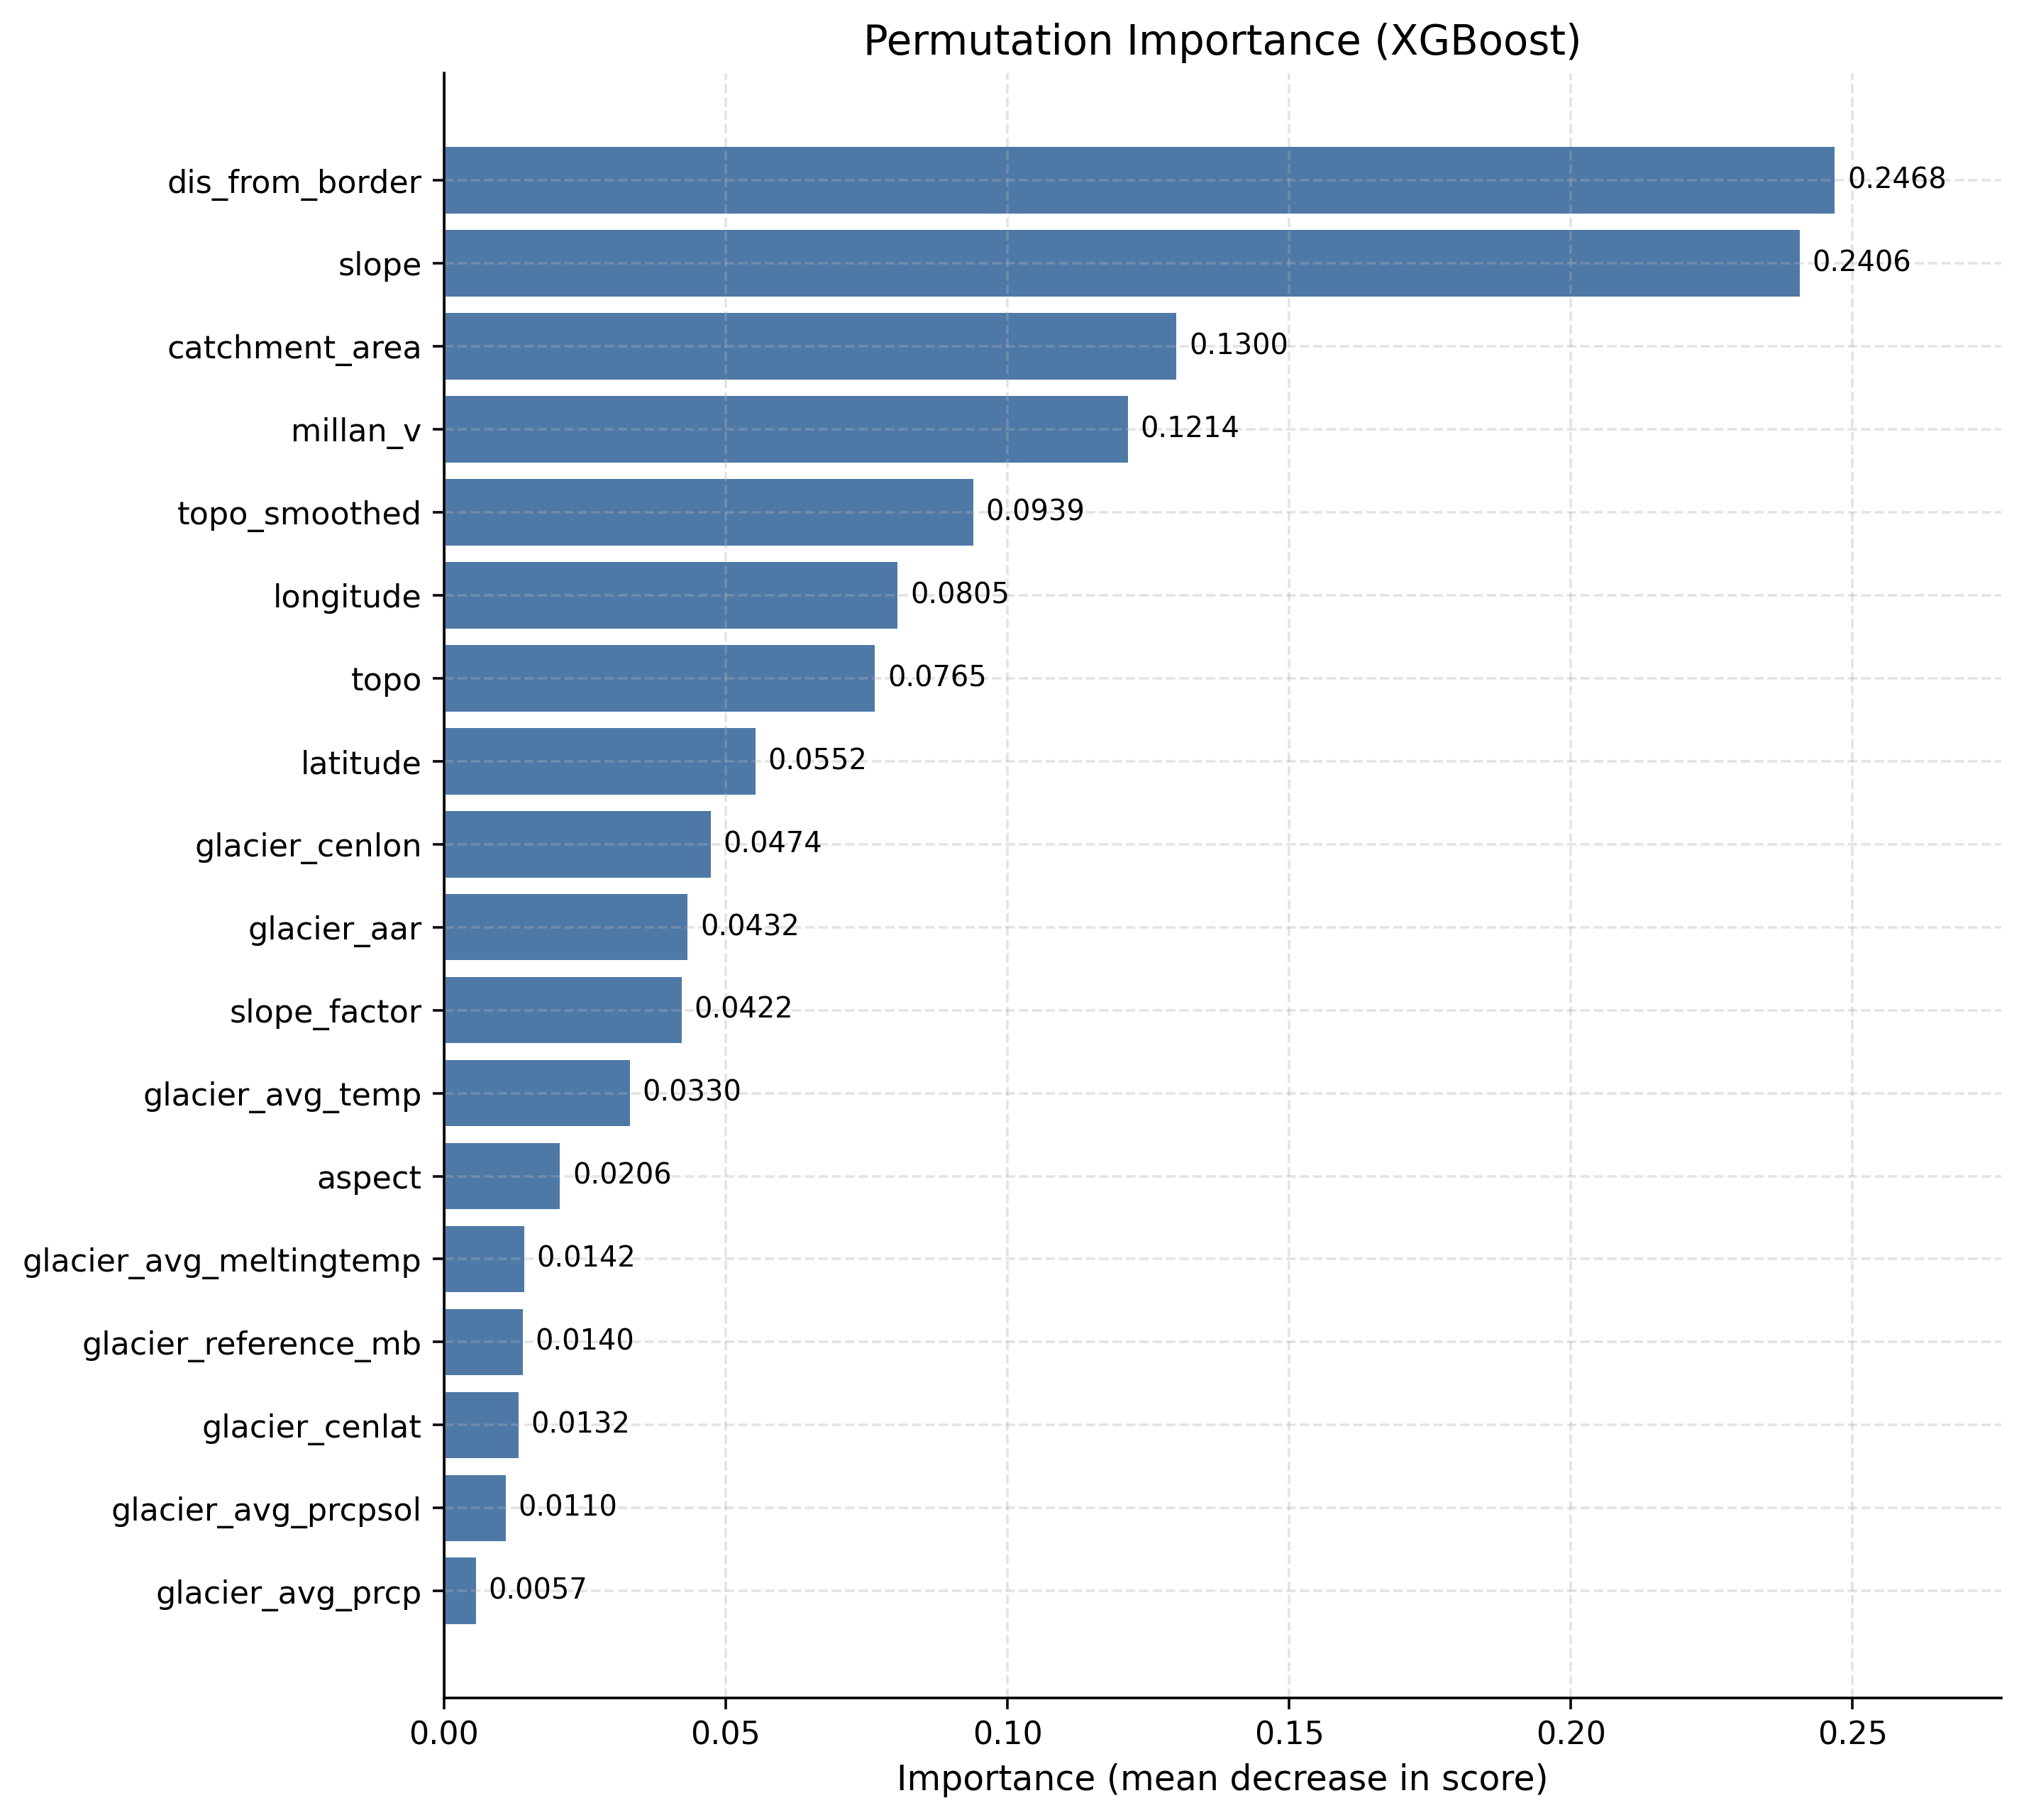 Permutation Importance (XGBoost)
dis_from_border 0.2468
slope 0.2406
catchment_area 0.1300
millan_v 0.1214
topo_smoothed 0.0939
longitude 0.0805
topo 0.0765
latitude 0.0552
glacier_cenlon 0.0474
glacier_aar 0.0432
slope_factor 0.0422
glacier_avg_temp 0.0330
aspect 0.0206
glacier_avg_meltingtemp 0.0142
glacier_reference_mb 0.0140
glacier_cenlat 0.0132
glacier_avg_prcpsol 0.0110
glacier_avg_prcp 0.0057
0.00 0.05 0.10 0.15 0.20 0.25
Importance (mean decrease in score)